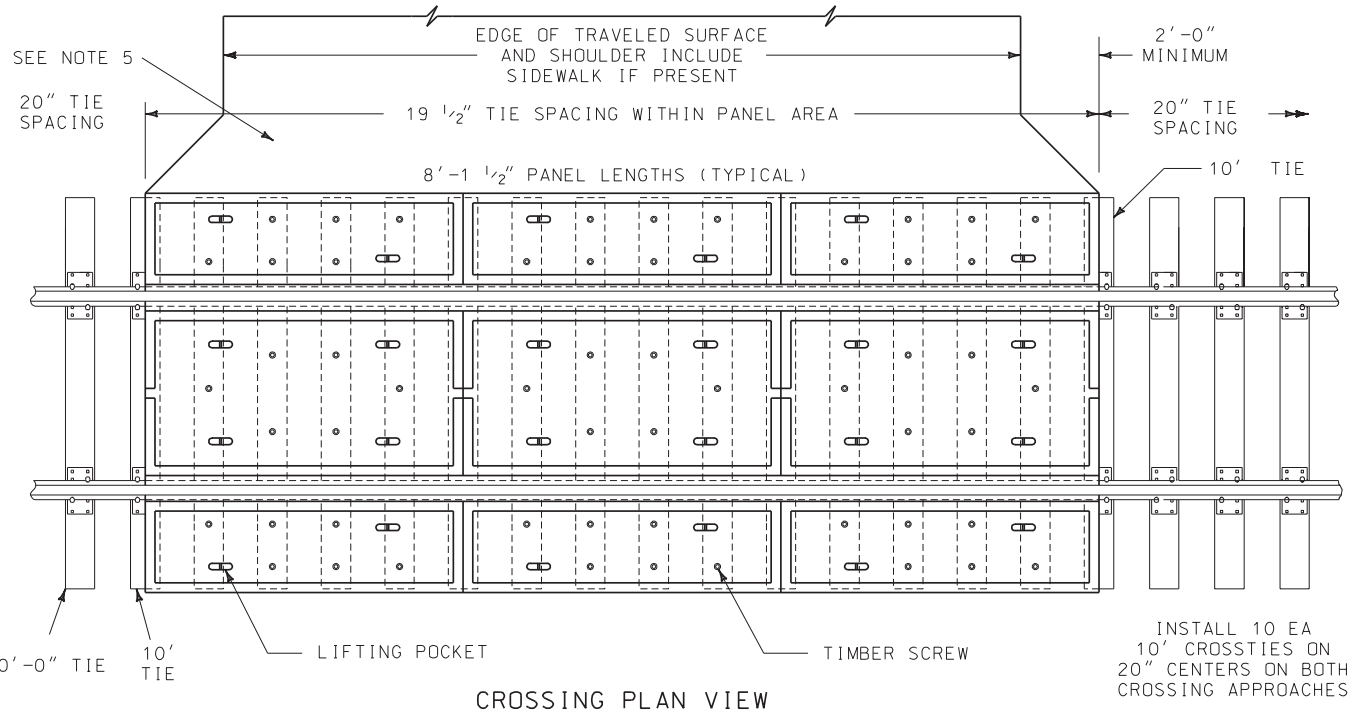 EDGE OF TRAVELED SURFACE
AND SHOULDER INCLUDE
SIDEWALK IF PRESENT
2'-0"
MINIMUM
SEE NOTE 5
20" TIE
SPACING
19 1/2" TIE SPACING WITHIN PANEL AREA
20" TIE
SPACING
8'-1 1/2" PANEL LENGTHS (TYPICAL)
10' TIE
0'-0" TIE
10'
TIE
LIFTING POCKET
TIMBER SCREW
INSTALL 10 EA
10' CROSSTIES ON
20" CENTERS ON BOTH
CROSSING APPROACHES
CROSSING PLAN VIEW